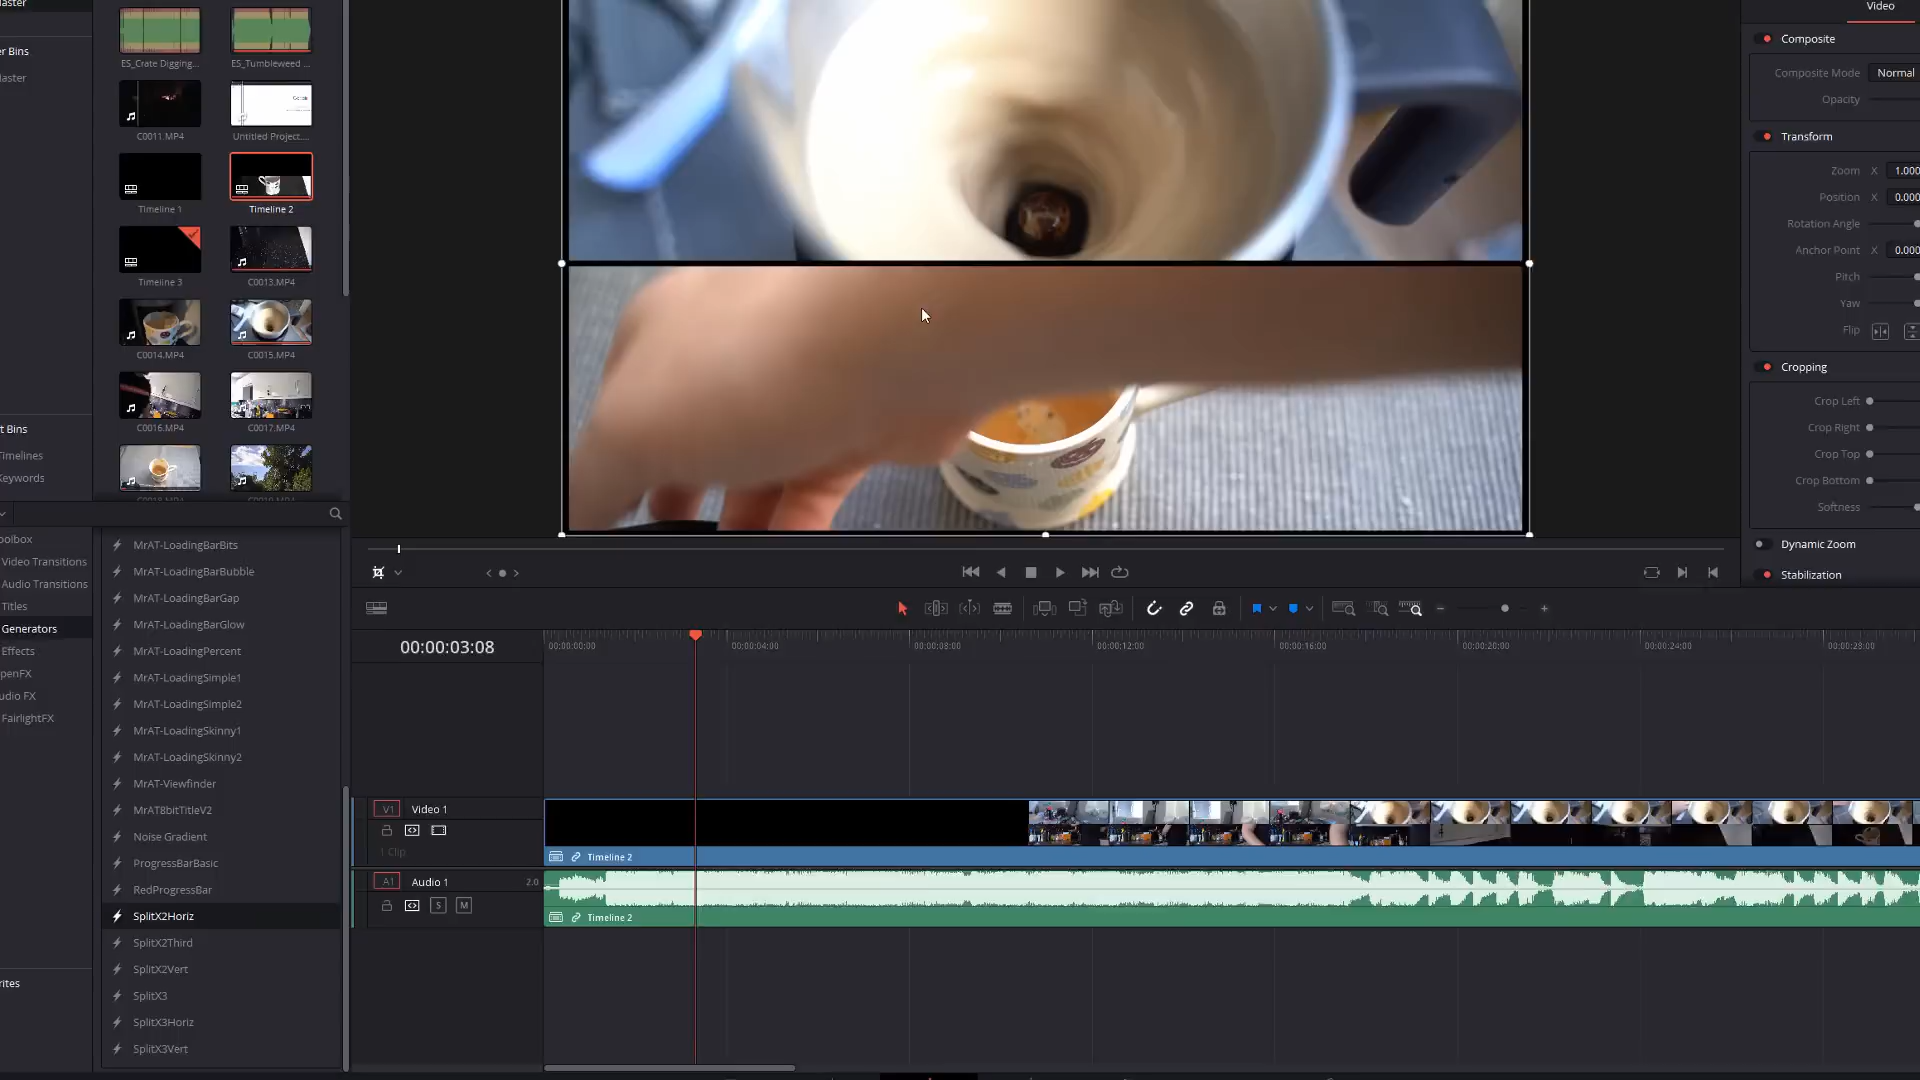 aster
er Bins
aster
ft Bins
Timelines
Keywords
ES_Crate Digging...
ES_Tumbleweed ...
C0011.MP4
Untitled Project...
Timeline 1
Timeline 2
Timeline 3
C0013.MP4
C0014.MP4
C0015.MP4
C0016.MP4
C0017.MP4
oolbox
Video Transitions
Audio Transitions
Titles
Generators
Effects
penFX
udio FX
FairlightFX
rites
MrAT-LoadingBarBits
MrAT-LoadingBarBubble
MrAT-LoadingBarGap
MrAT-LoadingBarGlow
MrAT-LoadingPercent
MrAT-LoadingSimple1
MrAT-LoadingSimple2
MrAT-LoadingSkinny1
MrAT-LoadingSkinny2
MrAT-Viewfinder
MrAT8bitTitleV2
Noise Gradient
ProgressBarBasic
RedProgressBar
SplitX2Horiz
SplitX2Third
SplitX2Vert
SplitX3
SplitX3Horiz
SplitX3Vert
Video
Composite
Composite Mode Normal
Opacity
Transform
Zoom X 1.000
Position X 0.000
Rotation Angle
Anchor Point X 0.000
Pitch
Yaw
Flip
Cropping
Crop Left
Crop Right
Crop Top
Crop Bottom
Softness
Dynamic Zoom
Stabilization
00:00:03:08
00:00:00:00 00:00:04:00 00:00:08:00 00:00:12:00 00:00:16:00 00:00:20:00 00:00:24:00 00:00:28:00
V1 Video 1
1 Clip
Timeline 2
A1 Audio 1 2.0
S M
Timeline 2